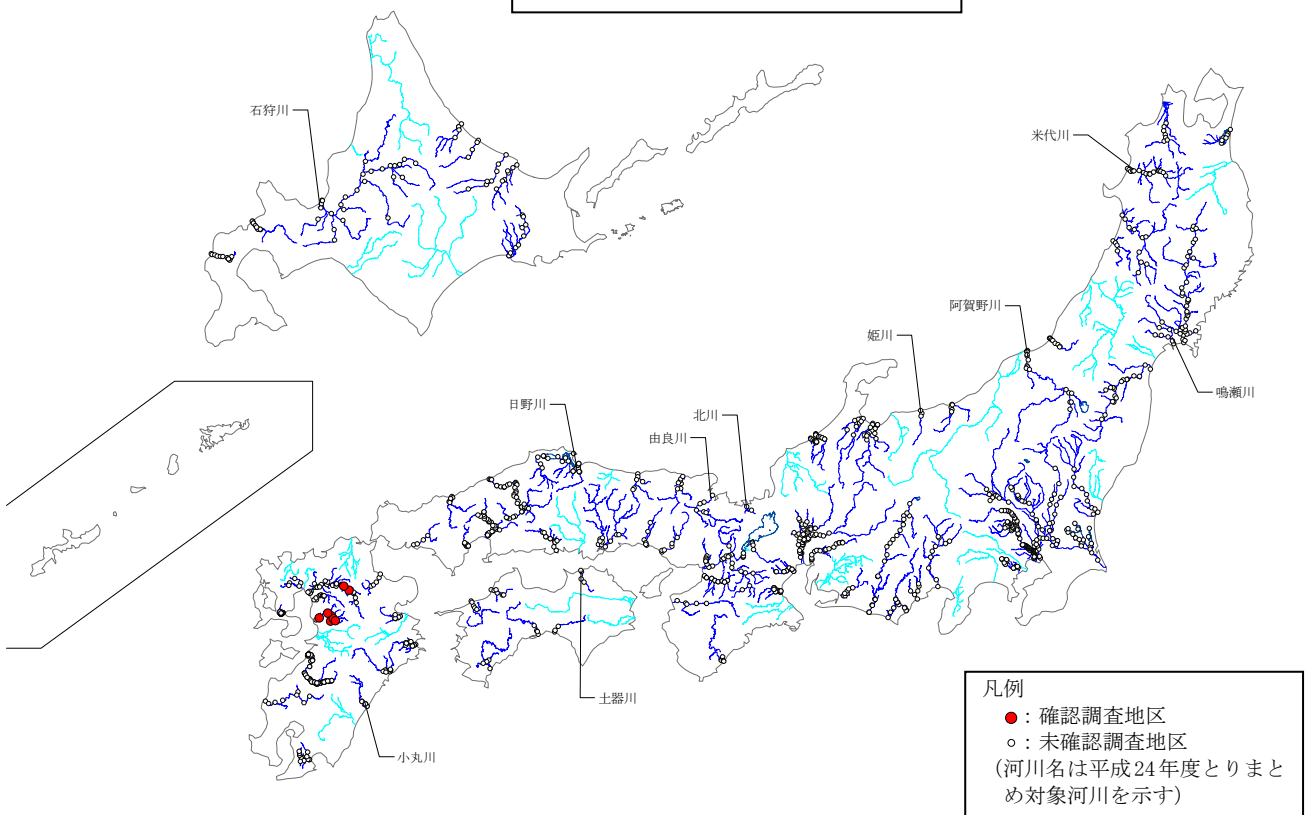 石狩川
米代川
阿賀野川
姫川
鳴瀬川
日野川
北川
由良川
土器川
小丸川
凡例
●：確認調査地区
○：未確認調査地区
(河川名は平成24年度とりまと
め対象河川を示す)